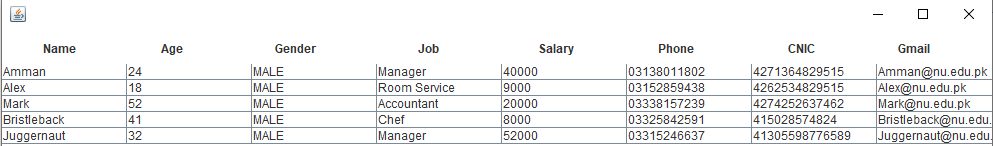 Name Age Gender Job Salary Phone CNIC Gmail
Amman 24 MALE Manager 40000 03138011802 4271364829515 Amman@nu.edu.pk
Alex 18 MALE Room Service 9000 03152859438 4262534829515 Alex@nu.edu.pk
Mark 52 MALE Accountant 20000 03338157239 4274252637462 Mark@nu.edu.pk
Bristleback 41 MALE Chef 8000 03325842591 415028574824 Bristleback@nu.edu.
Juggernaut 32 MALE Manager 52000 03315246637 41305598776589 Juggernaut@nu.edu.